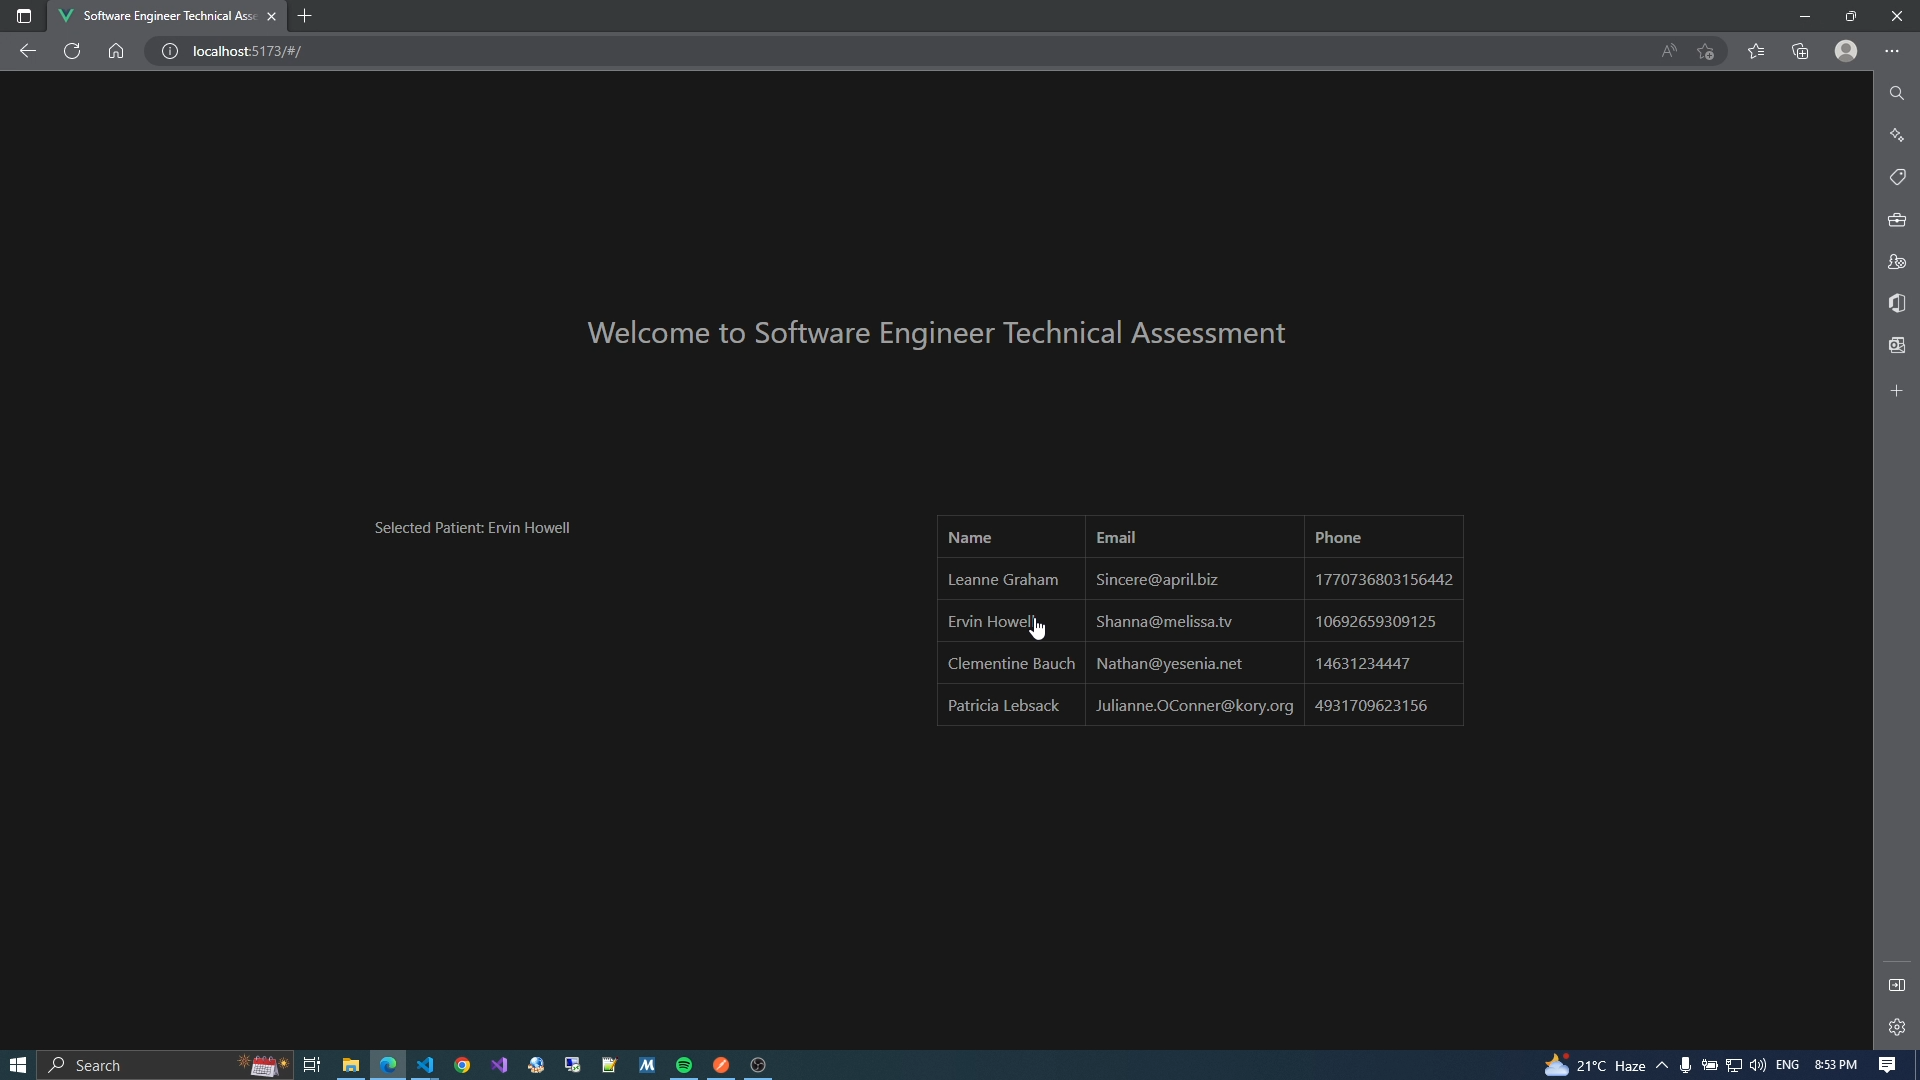 Software Engineer Technical Asse
localhost:5173/#/
Welcome to Software Engineer Technical Assessment
Selected Patient: Ervin Howell
Name Email Phone
Leanne Graham Sincere@april.biz 1770736803156442
Ervin Howell Shanna@melissa.tv 10692659309125
Clementine Bauch Nathan@yesenia.net 14631234447
Patricia Lebsack Julianne.OConner@kory.org 4931709623156
Search 21°C Haze ENG 8:53 PM